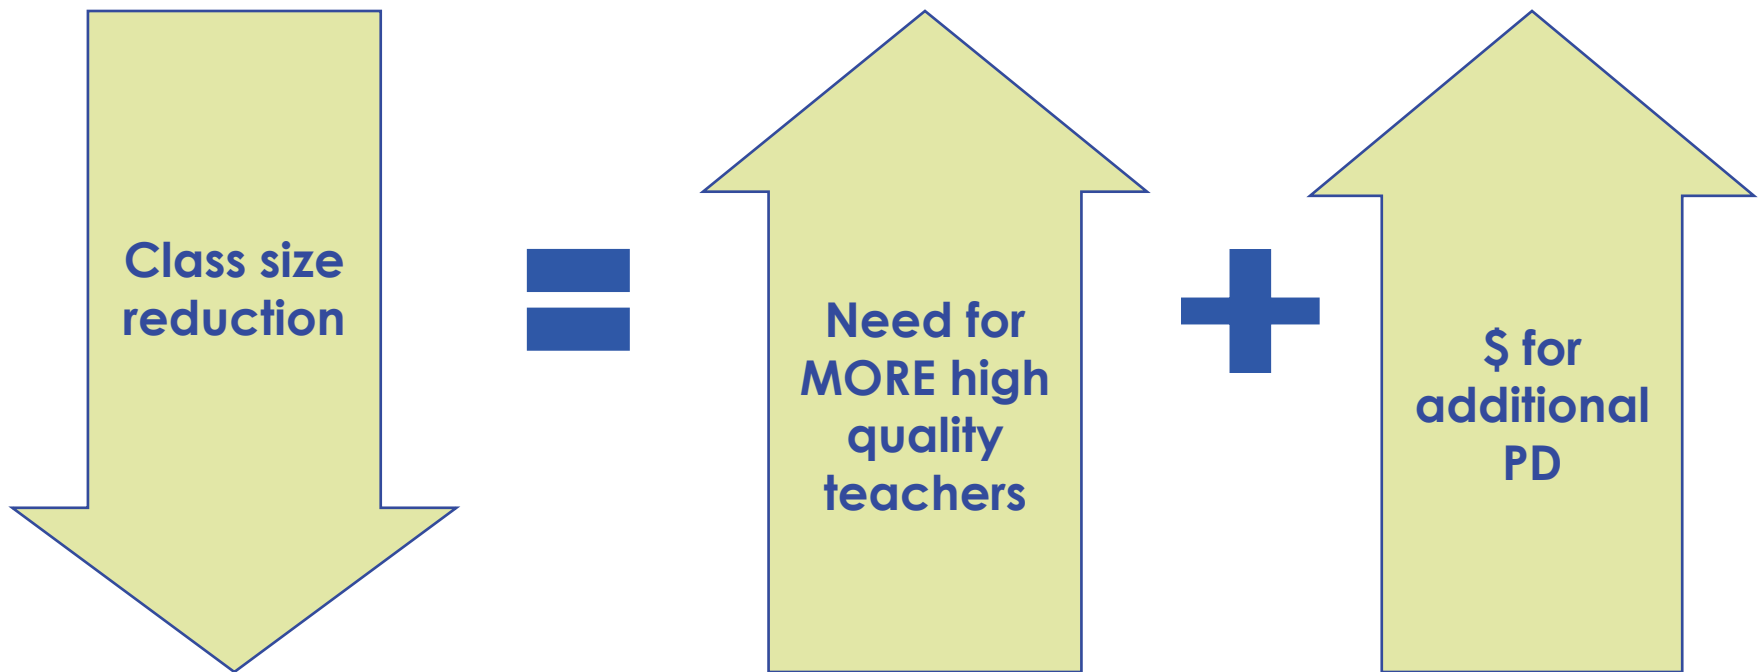 Class size
reduction
Need for
MORE high
quality
teachers
$ for
additional
PD